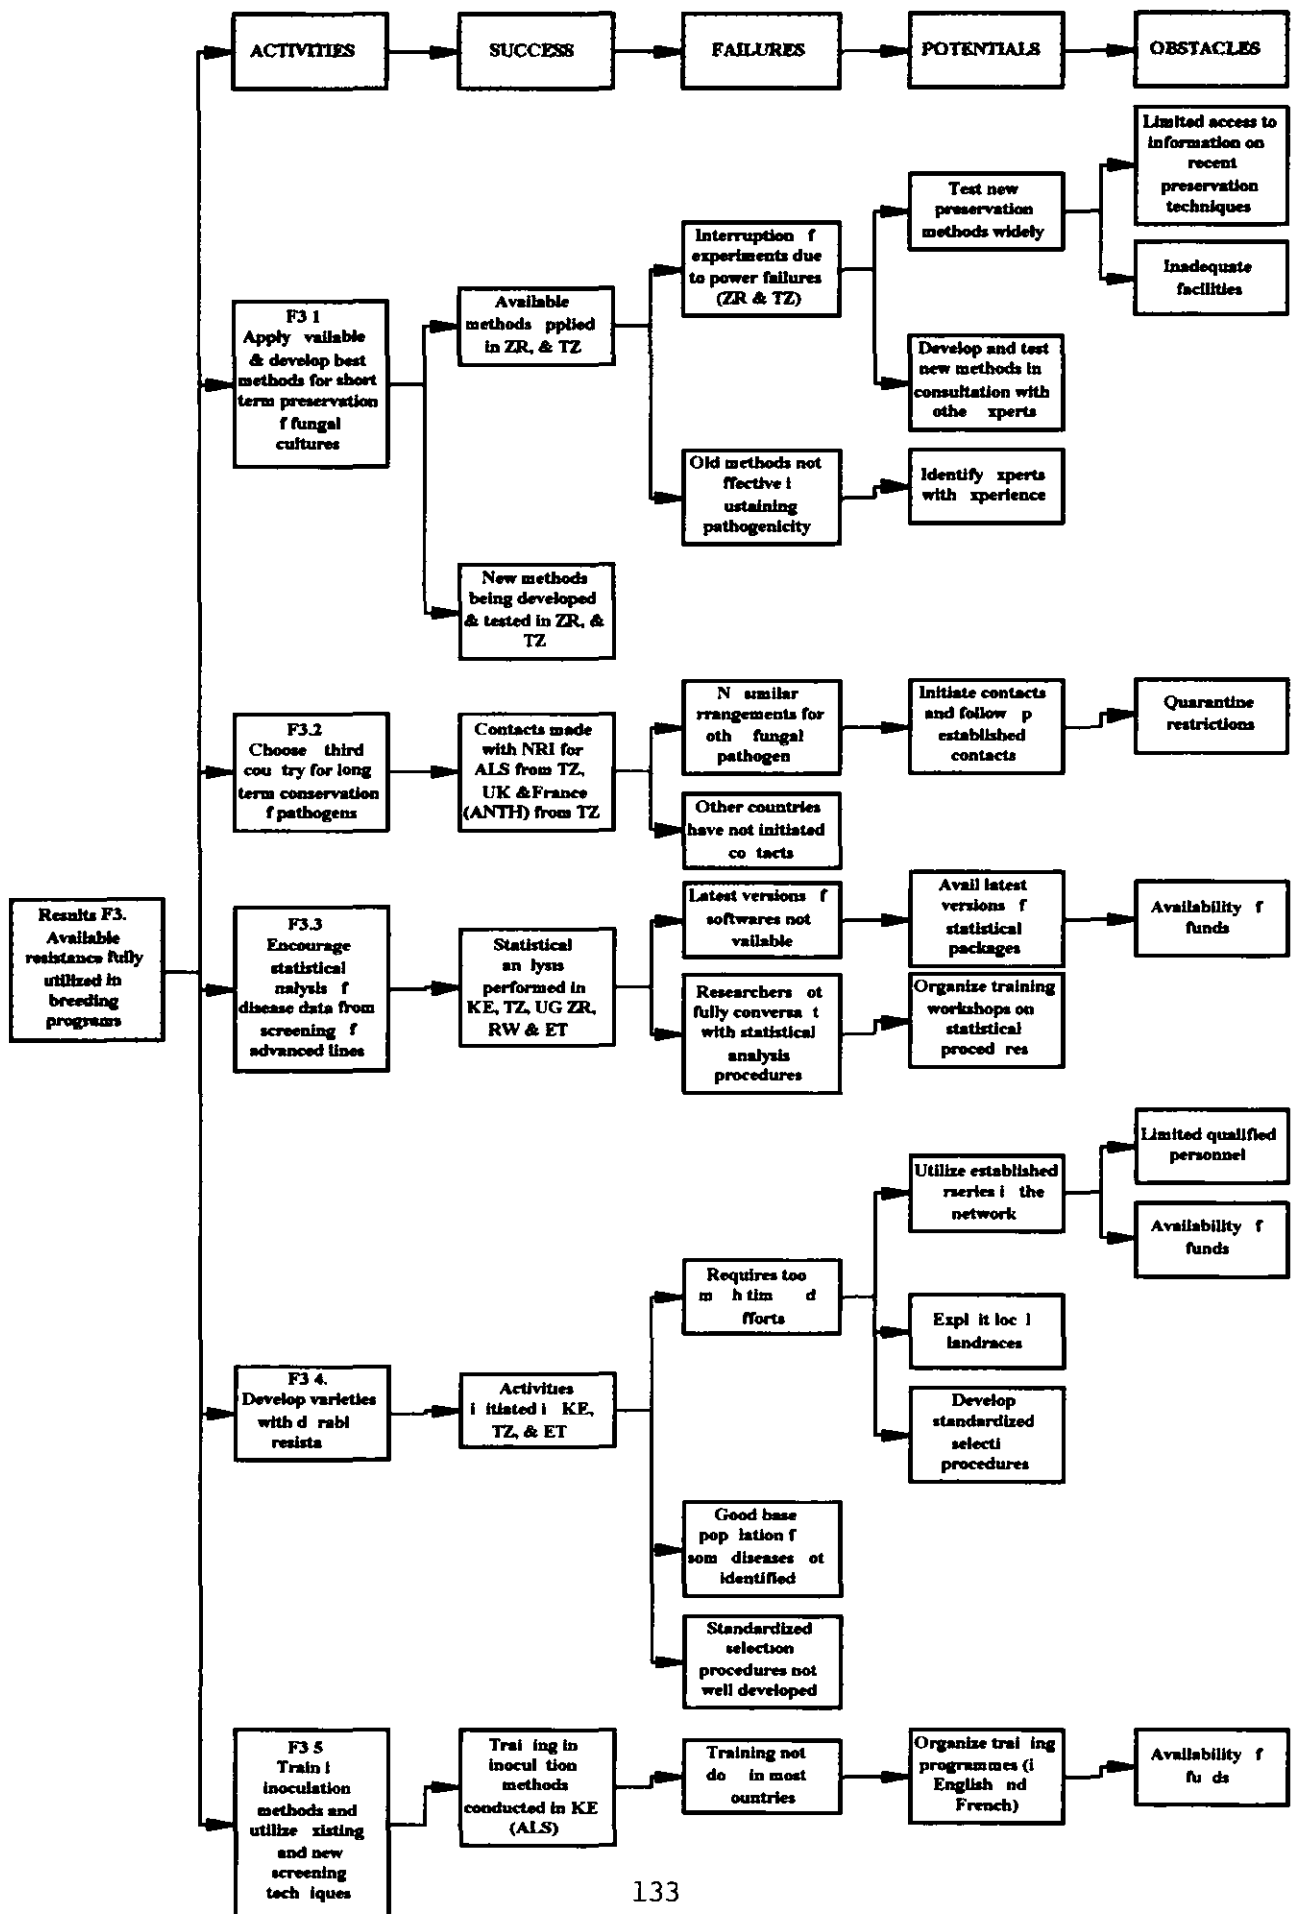 ACTIVITIES
SUCCESS
FAILURES
POTENTIALS
OBSTACLES
Limited access to
information on
recent
preservation
techniques
Test new
preservation
methods widely
Interruption f
experiments due
to power failures
(ZR & TZ)
Inadequate
facilities
Available
methods pplied
in ZR, & TZ
F3 1
Apply vailable
& develop best
methods for short
term preservation
f fungal
cultures
Develop and test
new methods in
consultation with
othe xperts
Old methods not
ffective i
ustaining
pathogenicity
Identify xperts
with xperience
New methods
being developed
& tested in ZR, &
TZ
F3.2
Choose third
cou try for long
term conservation
f pathogens
Contacts made
with NRI for
ALS from TZ,
UK &France
(ANTH) from TZ
N similar
rrangements for
oth fungal
pathogen
Initiate contacts
and follow p
established
contacts
Quarantine
restrictions
Other countries
have not initiated
co tacts
Results F3.
Available
resistance fully
utilized in
breeding
programs
F3.3
Encourage
statistical
nalysis f
disease data from
screening f
advanced lines
Statistical
an lysis
performed in
KE, TZ, UG ZR,
RW & ET
Latest versions f
softwares not
vailable
Avail latest
versions f
statistical
packages
Availability f
funds
Researchers ot
fully conversa t
with statistical
analysis
procedures
Organize training
workshops on
statistical
proced res
Limited qualified
personnel
Utilize established
rseries i the
network
Availability f
funds
Requires too
m h tim d
fforts
Expl it loc l
landraces
F3 4.
Develop varieties
with d rabl
resista
Activities
i itiated i KE,
TZ, & ET
Develop
standardized
selecti
procedures
Good base
pop lation f
som diseases ot
identified
Standardized
selection
procedures not
well developed
F3 5
Train i
inoculation
methods and
utilize xisting
and new
screening
tech iques
Trai ing in
inocul tion
methods
conducted in KE
(ALS)
Training not
do in most
ountries
Organize trai ing
programmes (i
English nd
French)
Availability f
fu ds
133